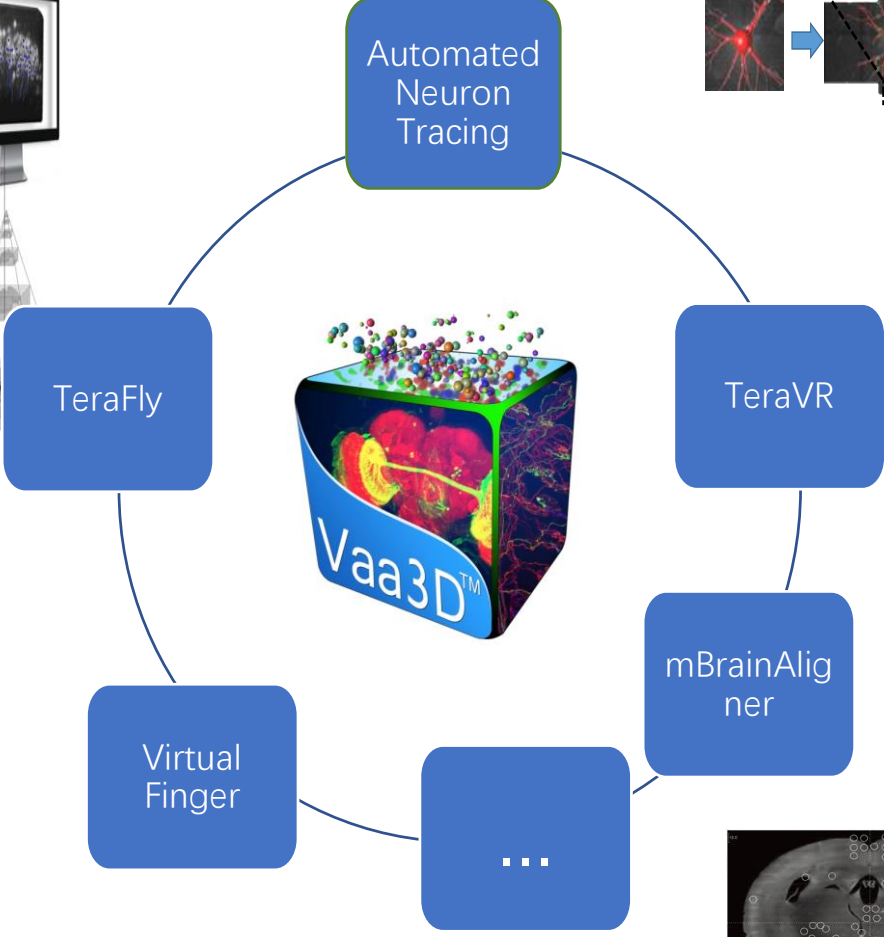 Automated
Neuron
Tracing
TeraFly
TeraVR
Vaa3D™
mBrainAlig
ner
Virtual
Finger
...